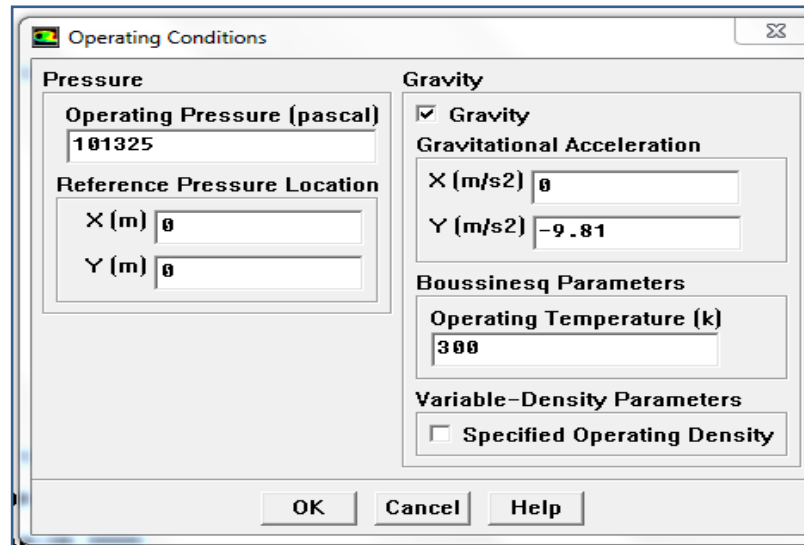 Operating Conditions
Pressure
Operating Pressure (pascal)
101325
Reference Pressure Location
X (m) 0
Y (m) 0
Gravity
Gravity
Gravitational Acceleration
X (m/s2) 0
Y (m/s2) -9.81
Boussinesq Parameters
Operating Temperature (k)
300
Variable-Density Parameters
Specified Operating Density
OK Cancel Help